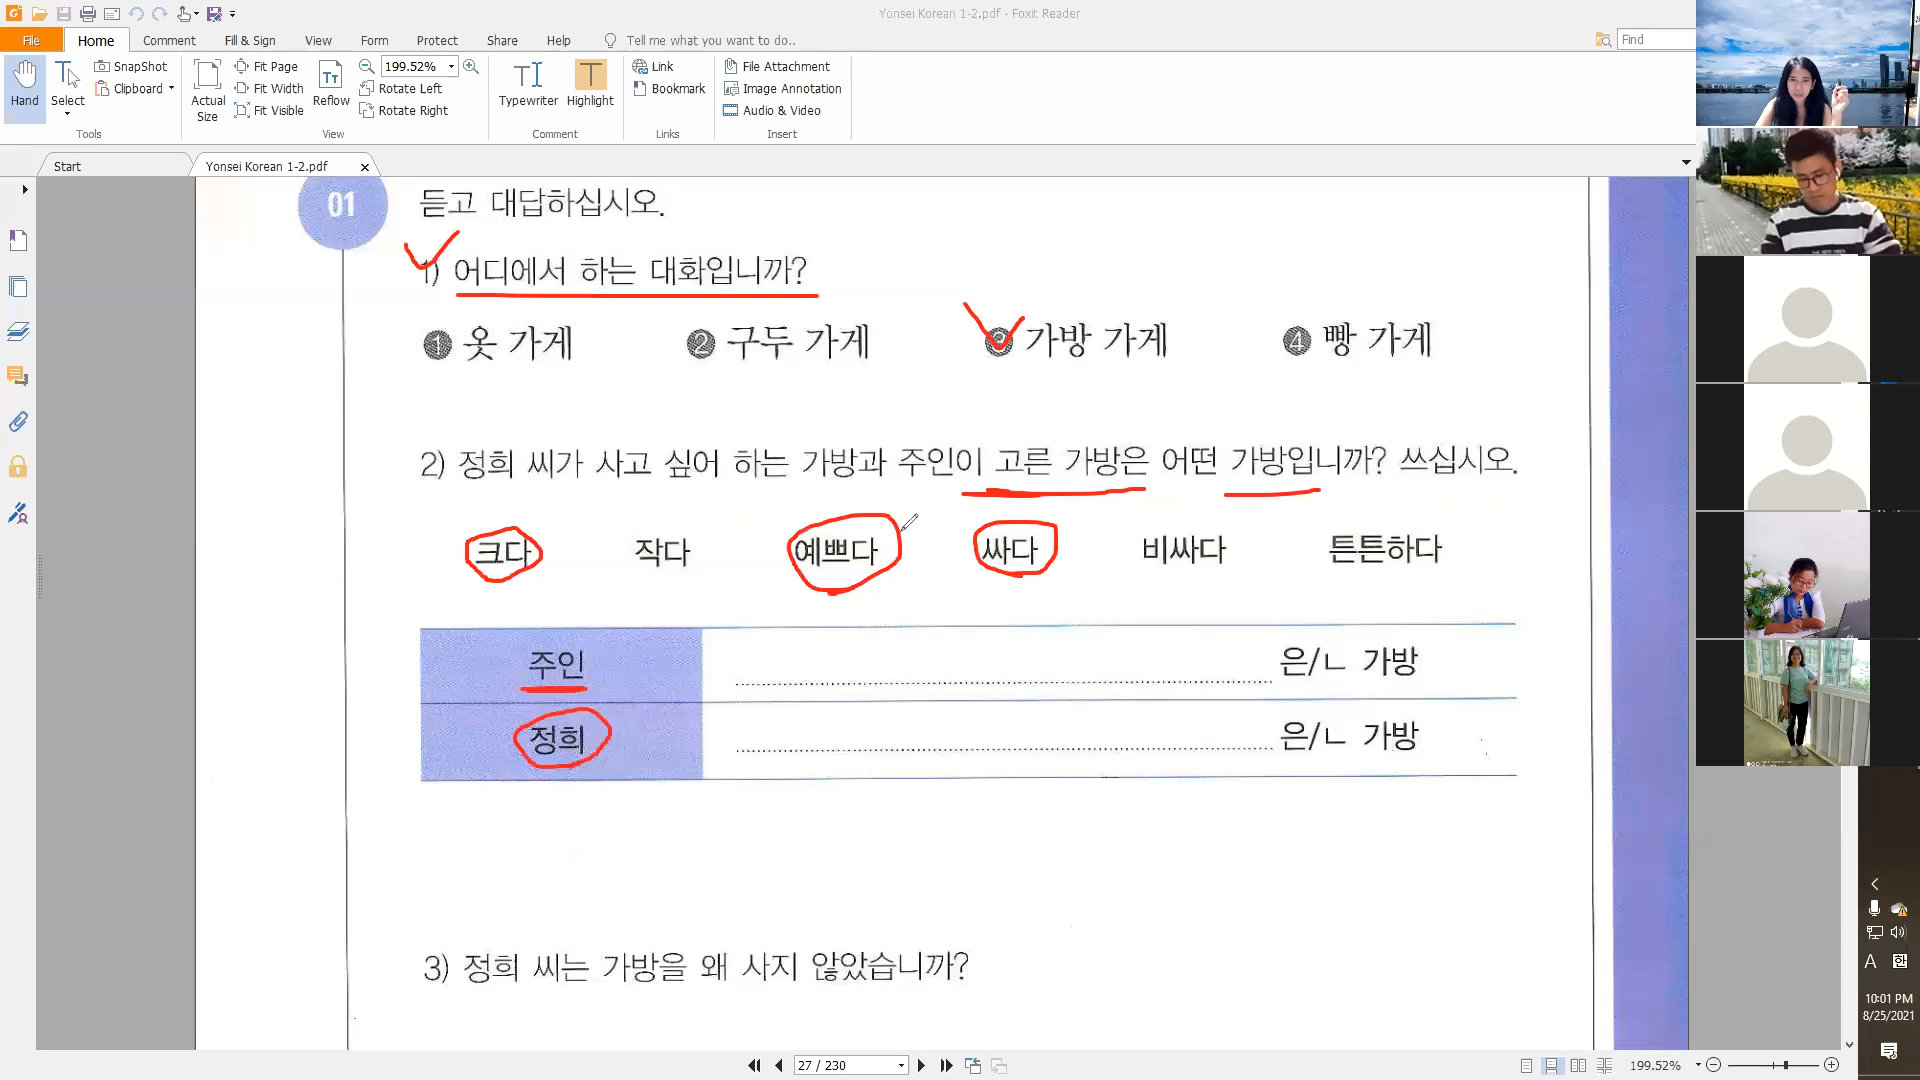 Yonsei Korean 1-2.pdf - Foxit Reader
File Home Comment Fill & Sign View Form Protect Share Help Tell me what you want to do.. Find
Hand Select SnapShot Clipboard Actual Size Fit Page Fit Width Fit Visible Reflow 199.52% Rotate Left Rotate Right Typewriter Highlight Link Bookmark File Attachment Image Annotation Audio & Video
Tools View Comment Links Insert
Start Yonsei Korean 1-2.pdf
01 듣고 대답하십시오.
1) 어디에서 하는 대화입니까?
① 옷 가게 ② 구두 가게 ③ 가방 가게 ④ 빵 가게
2) 정희 씨가 사고 싶어 하는 가방과 주인이 고른 가방은 어떤 가방입니까? 쓰십시오.
크다 작다 예쁘다 싸다 비싸다 튼튼하다
주인 은/ㄴ 가방
정희 은/ㄴ 가방
3) 정희 씨는 가방을 왜 사지 않았습니까?
A 한
10:01 PM
8/25/2021
27 / 230 199.52%